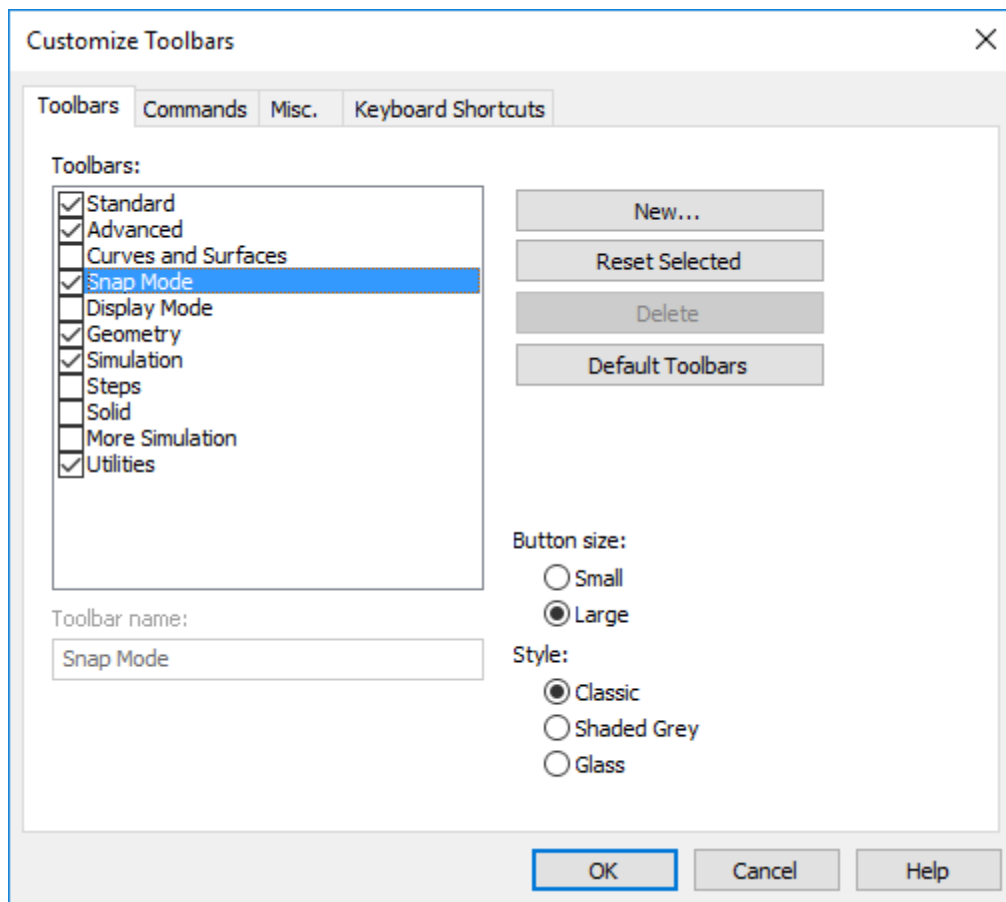 Customize Toolbars
Toolbars
Commands
Misc.
Keyboard Shortcuts
Toolbars:
Standard
Advanced
Curves and Surfaces
Snap Mode
Display Mode
Geometry
Simulation
Steps
Solid
More Simulation
Utilities
New...
Reset Selected
Delete
Default Toolbars
Button size:
Small
Large
Toolbar name:
Snap Mode
Style:
Classic
Shaded Grey
Glass
OK
Cancel
Help